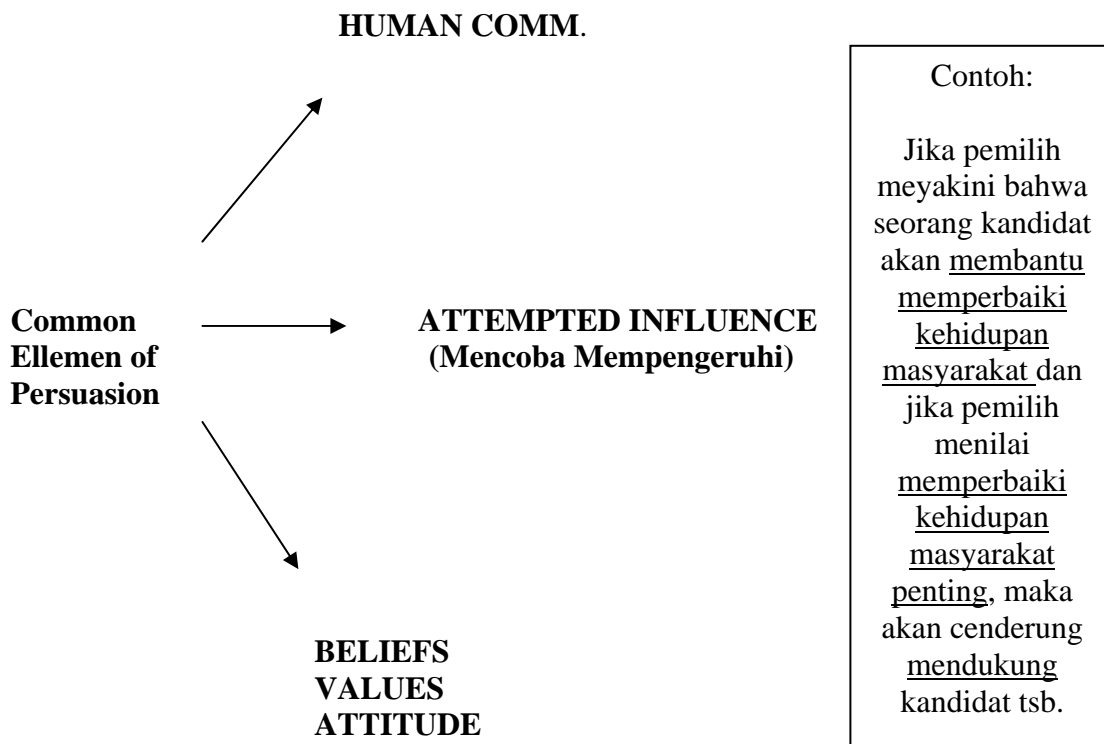 HUMAN COMM.
Common
Ellemen of
Persuasion
ATTEMPTED INFLUENCE
(Mencoba Mempengeruhi)
BELIEFS
VALUES
ATTITUDE
Contoh:
Jika pemilih
meyakini bahwa
seorang kandidat
akan membantu
memperbaiki
kehidupan
masyarakat dan
jika pemilih
menilai
memperbaiki
kehidupan
masyarakat
penting, maka
akan cenderung
mendukung
kandidat tsb.